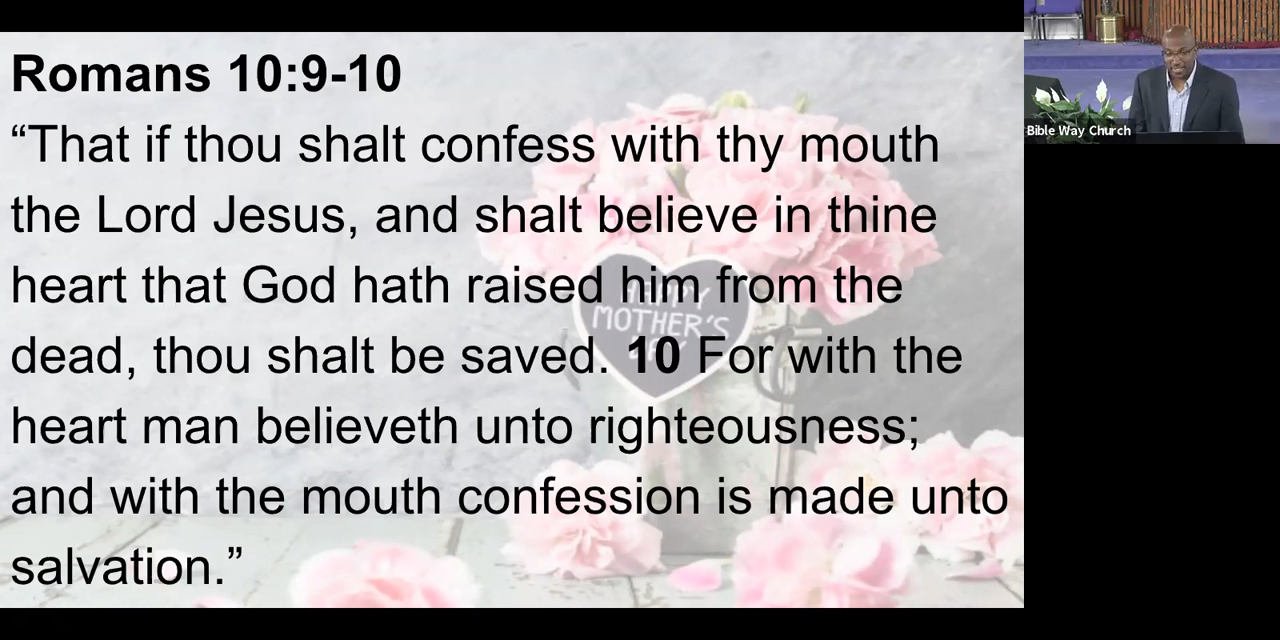 Romans 10:9-10
“That if thou shalt confess with thy mouth
the Lord Jesus, and shalt believe in thine
heart that God hath raised him from the
dead, thou shalt be saved. 10 For with the
heart man believeth unto righteousness;
and with the mouth confession is made unto
salvation.”
HAPPY
MOTHER'S
DAY
Bible Way Church